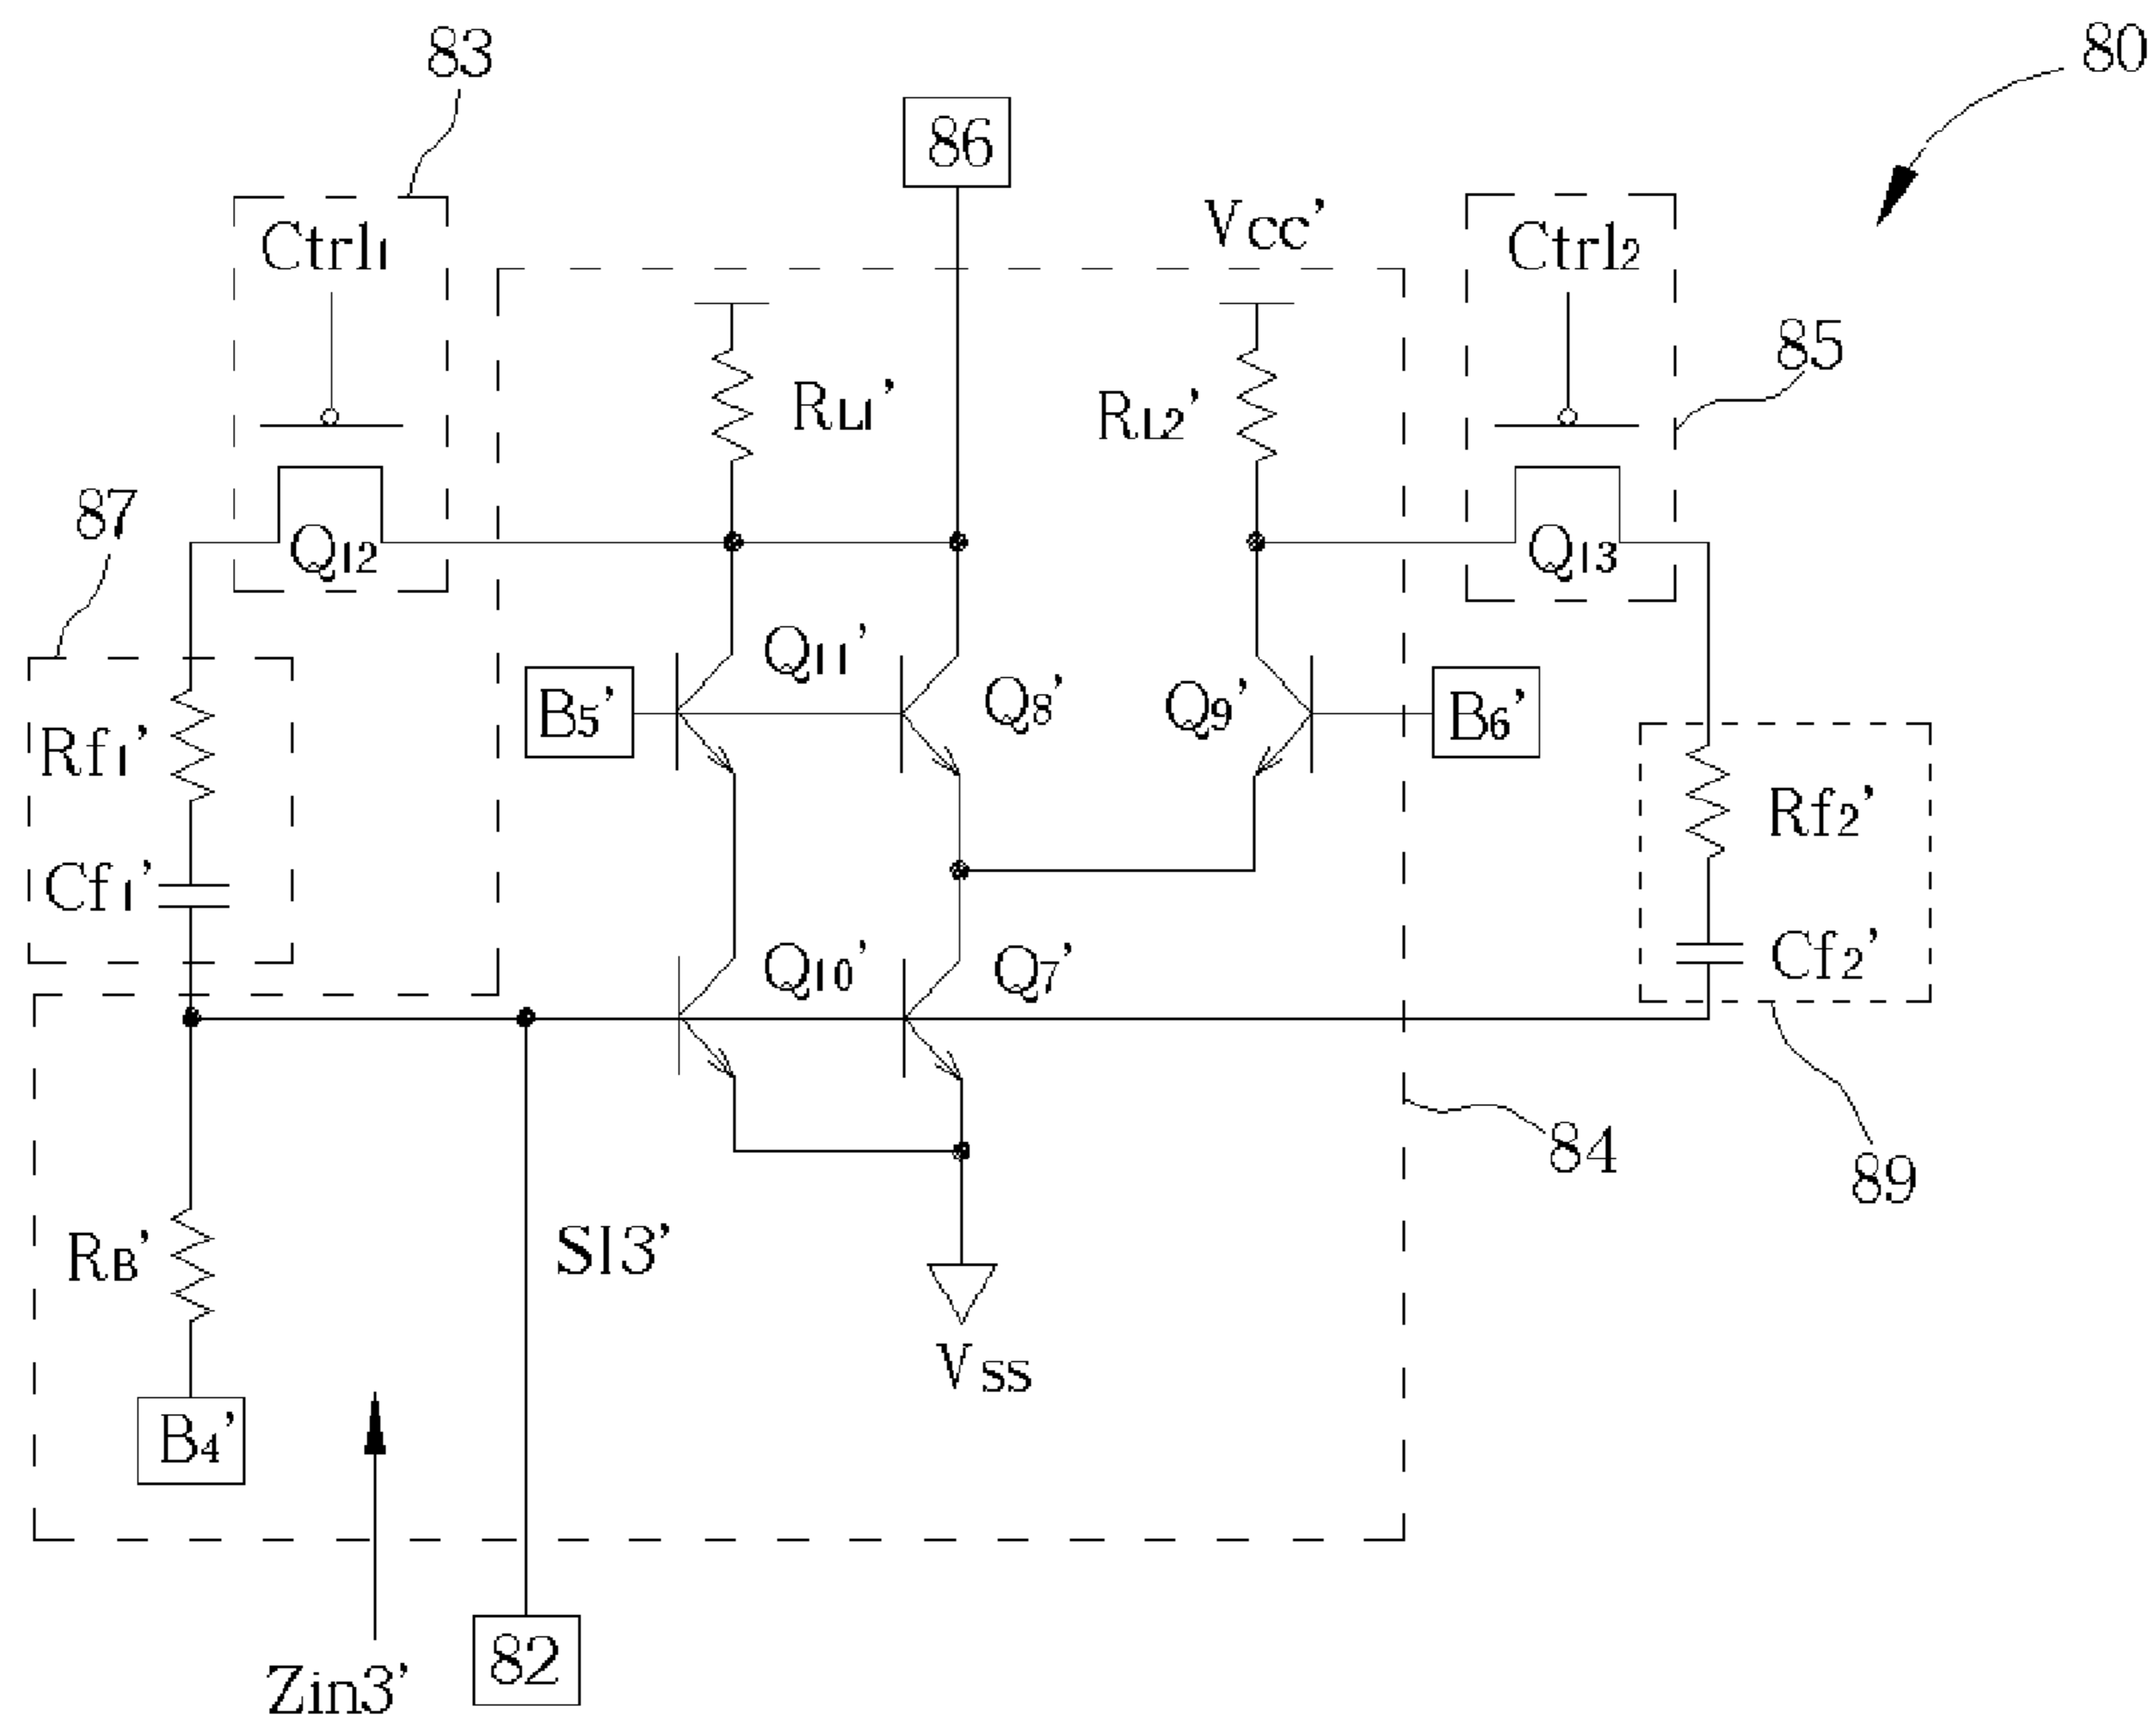 83
80
86
Vcc'
Ctrl1
Ctrl2
85
RL1'
RL2'
87
Q12
Q13
Q11'
Q8'
Q9'
B5'
B6'
Rf1'
Rf2'
Cf1'
Q10'
Q7'
Cf2'
84
89
RB'
SI3'
Vss
B4'
82
Zin3'